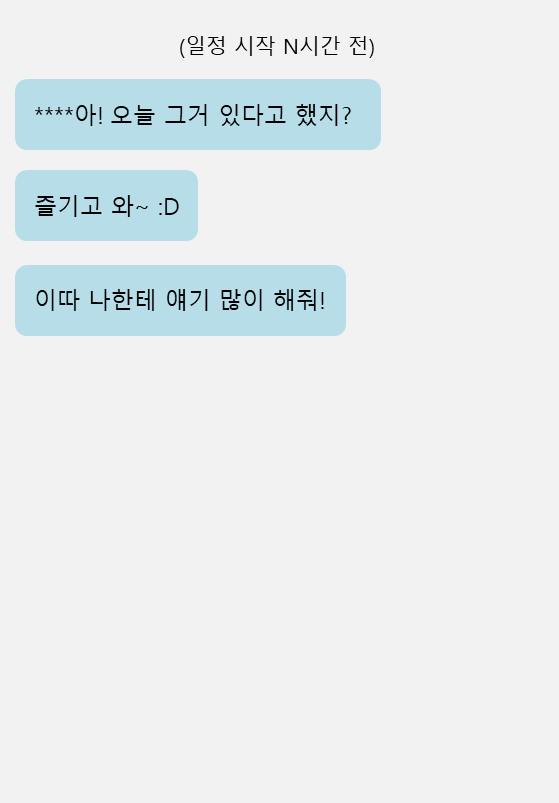 (일정 시작 N시간 전)
****아! 오늘 그거 있다고 했지?
즐기고 와~ :D
이따 나한테 얘기 많이 해줘!